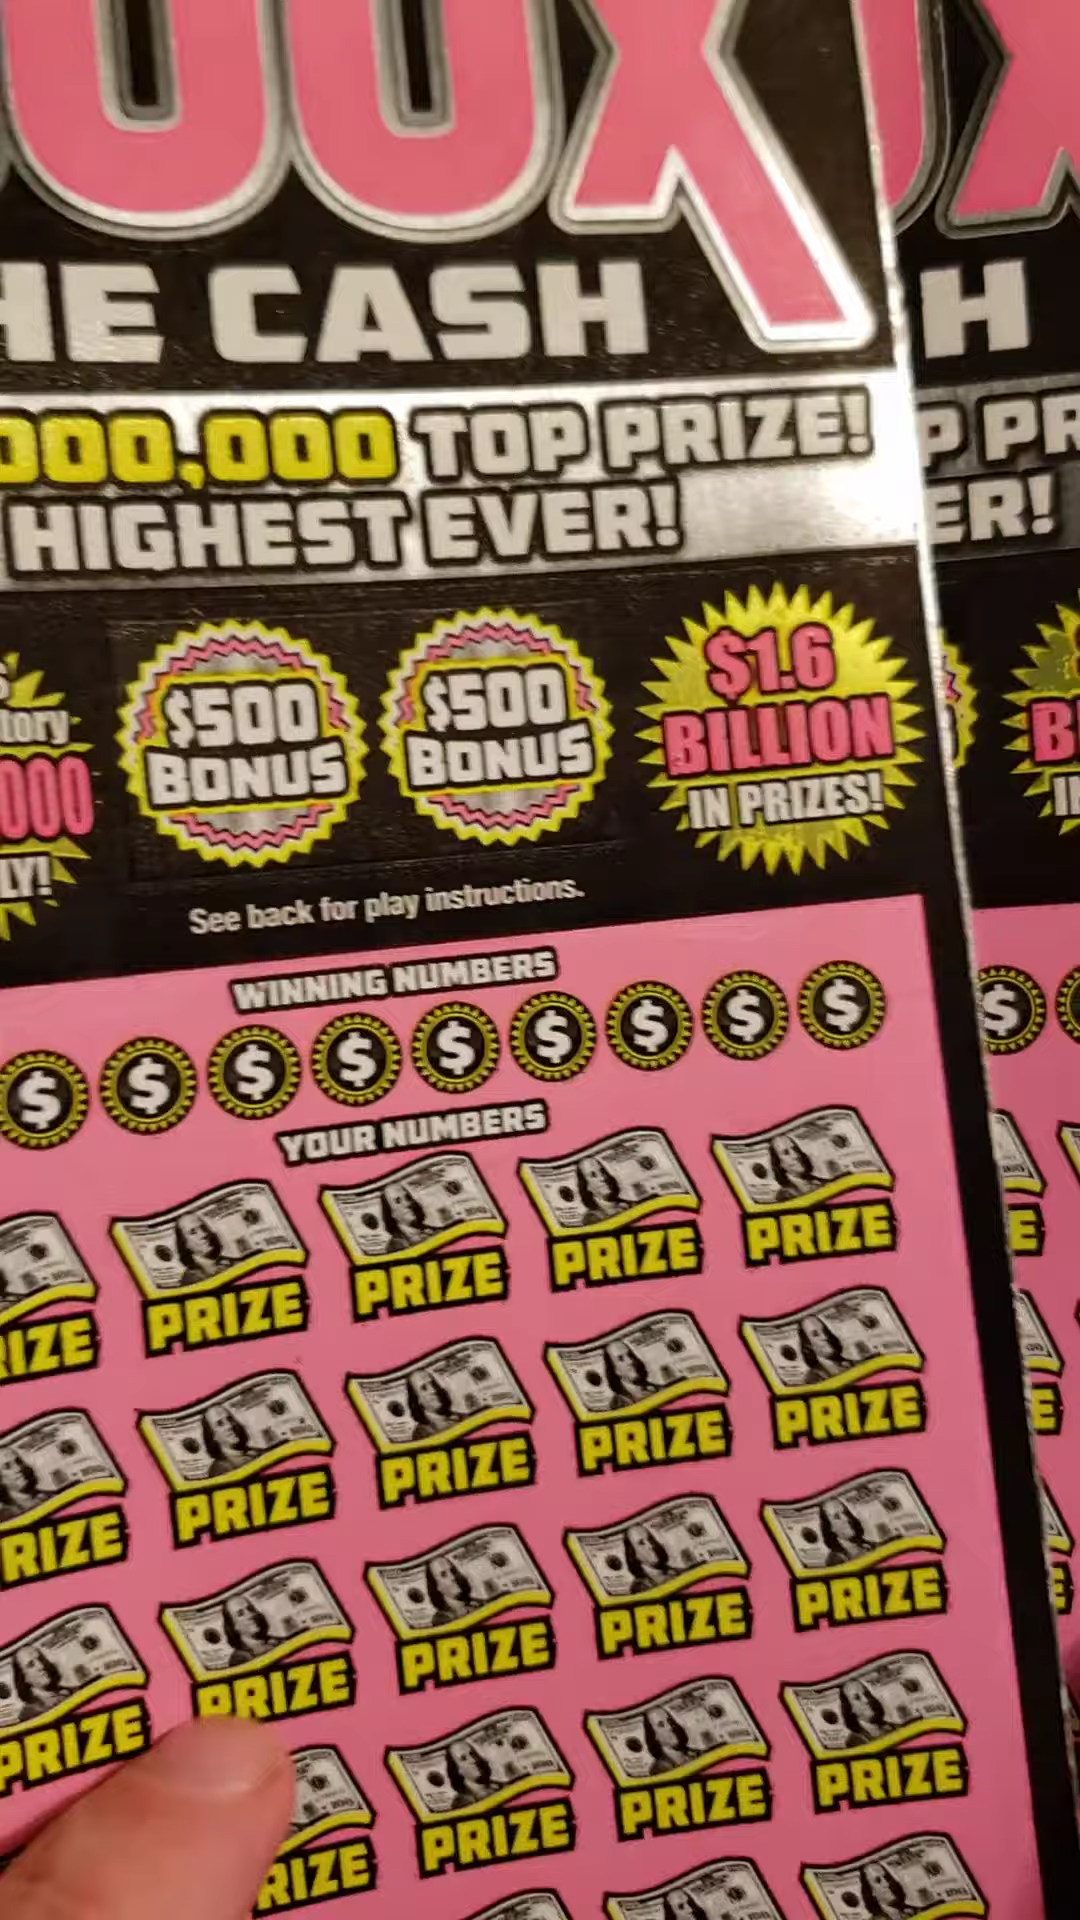 00X
HE CASH
000,000 TOP PRIZE!
HIGHEST EVER!
$500
BONUS
$500
BONUS
$1.6
BILLION
IN PRIZES!
See back for play instructions.
WINNING NUMBERS
$ $ $ $ $ $ $ $ $
YOUR NUMBERS
PRIZE PRIZE PRIZE PRIZE
PRIZE PRIZE PRIZE PRIZE
PRIZE PRIZE PRIZE PRIZE PRIZE
PRIZE PRIZE PRIZE